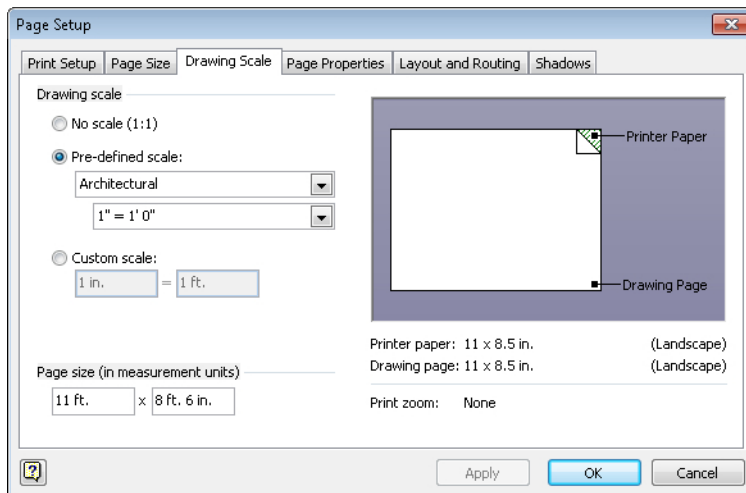 Page Setup
Print Setup Page Size Drawing Scale Page Properties Layout and Routing Shadows
Drawing scale
No scale (1:1)
Pre-defined scale:
Architectural
1" = 1' 0"
Custom scale:
1 in. = 1 ft.
Page size (in measurement units)
11 ft. x 8 ft. 6 in.
Printer Paper
Drawing Page
Printer paper: 11 x 8.5 in. (Landscape)
Drawing page: 11 x 8.5 in. (Landscape)
Print zoom: None
?
Apply OK Cancel